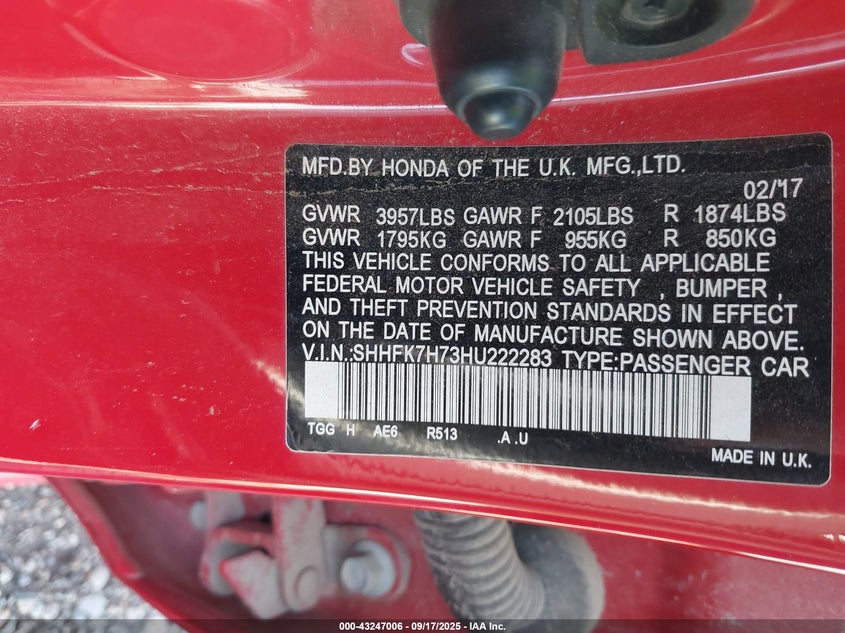 MFD.BY HONDA OF THE U.K. MFG.,LTD.
02/17
GVWR 3957LBS GAWR F 2105LBS R 1874LBS
GVWR 1795KG GAWR F 955KG R 850KG
THIS VEHICLE CONFORMS TO ALL APPLICABLE
FEDERAL MOTOR VEHICLE SAFETY , BUMPER ,
AND THEFT PREVENTION STANDARDS IN EFFECT
ON THE DATE OF MANUFACTURE SHOWN ABOVE.
V.I.N.:SHHFK7H73HU222283 TYPE:PASSENGER CAR
TGG H AE6 R513 .A .U
MADE IN U.K.
000-43247006 - 09/17/2025 - IAA Inc.